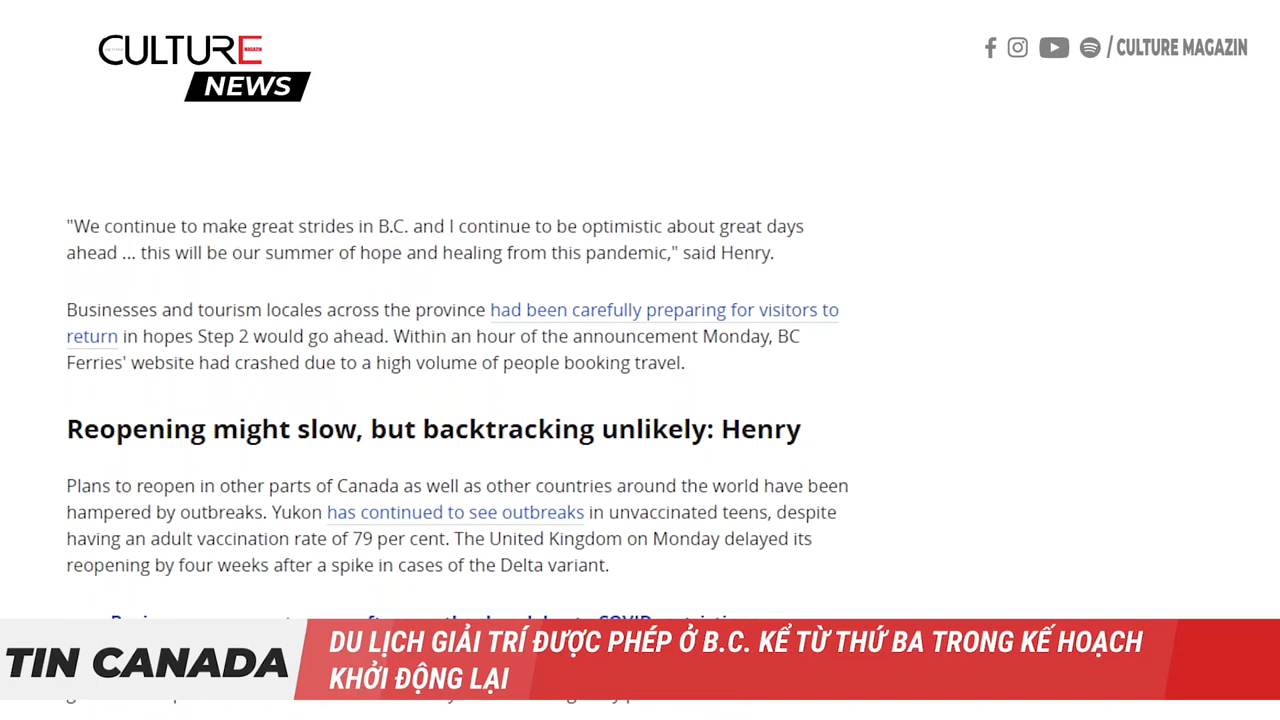 CULTURE
MAGAZIN
NEWS
/ CULTURE MAGAZIN
"We continue to make great strides in B.C. and I continue to be optimistic about great days
ahead ... this will be our summer of hope and healing from this pandemic," said Henry.
Businesses and tourism locales across the province had been carefully preparing for visitors to
return in hopes Step 2 would go ahead. Within an hour of the announcement Monday, BC
Ferries' website had crashed due to a high volume of people booking travel.
Reopening might slow, but backtracking unlikely: Henry
Plans to reopen in other parts of Canada as well as other countries around the world have been
hampered by outbreaks. Yukon has continued to see outbreaks in unvaccinated teens, despite
having an adult vaccination rate of 79 per cent. The United Kingdom on Monday delayed its
reopening by four weeks after a spike in cases of the Delta variant.
TIN CANADA
DU LỊCH GIẢI TRÍ ĐƯỢC PHÉP Ở B.C. KỂ TỪ THỨ BA TRONG KẾ HOẠCH
KHỞI ĐỘNG LẠI